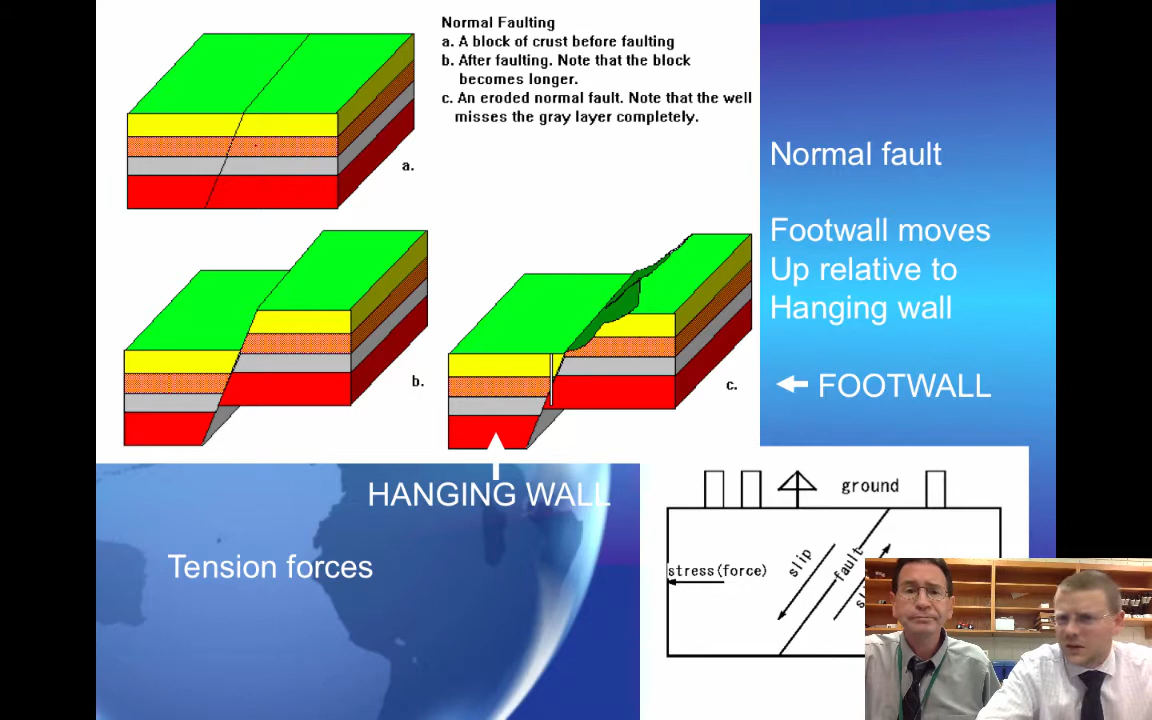 Normal Faulting
a. A block of crust before faulting
b. After faulting. Note that the block
becomes longer.
c. An eroded normal fault. Note that the well
misses the gray layer completely.
a.
b.
c.
Normal fault
Footwall moves
Up relative to
Hanging wall
FOOTWALL
HANGING WALL
Tension forces
ground
stress(force)
slip
fault